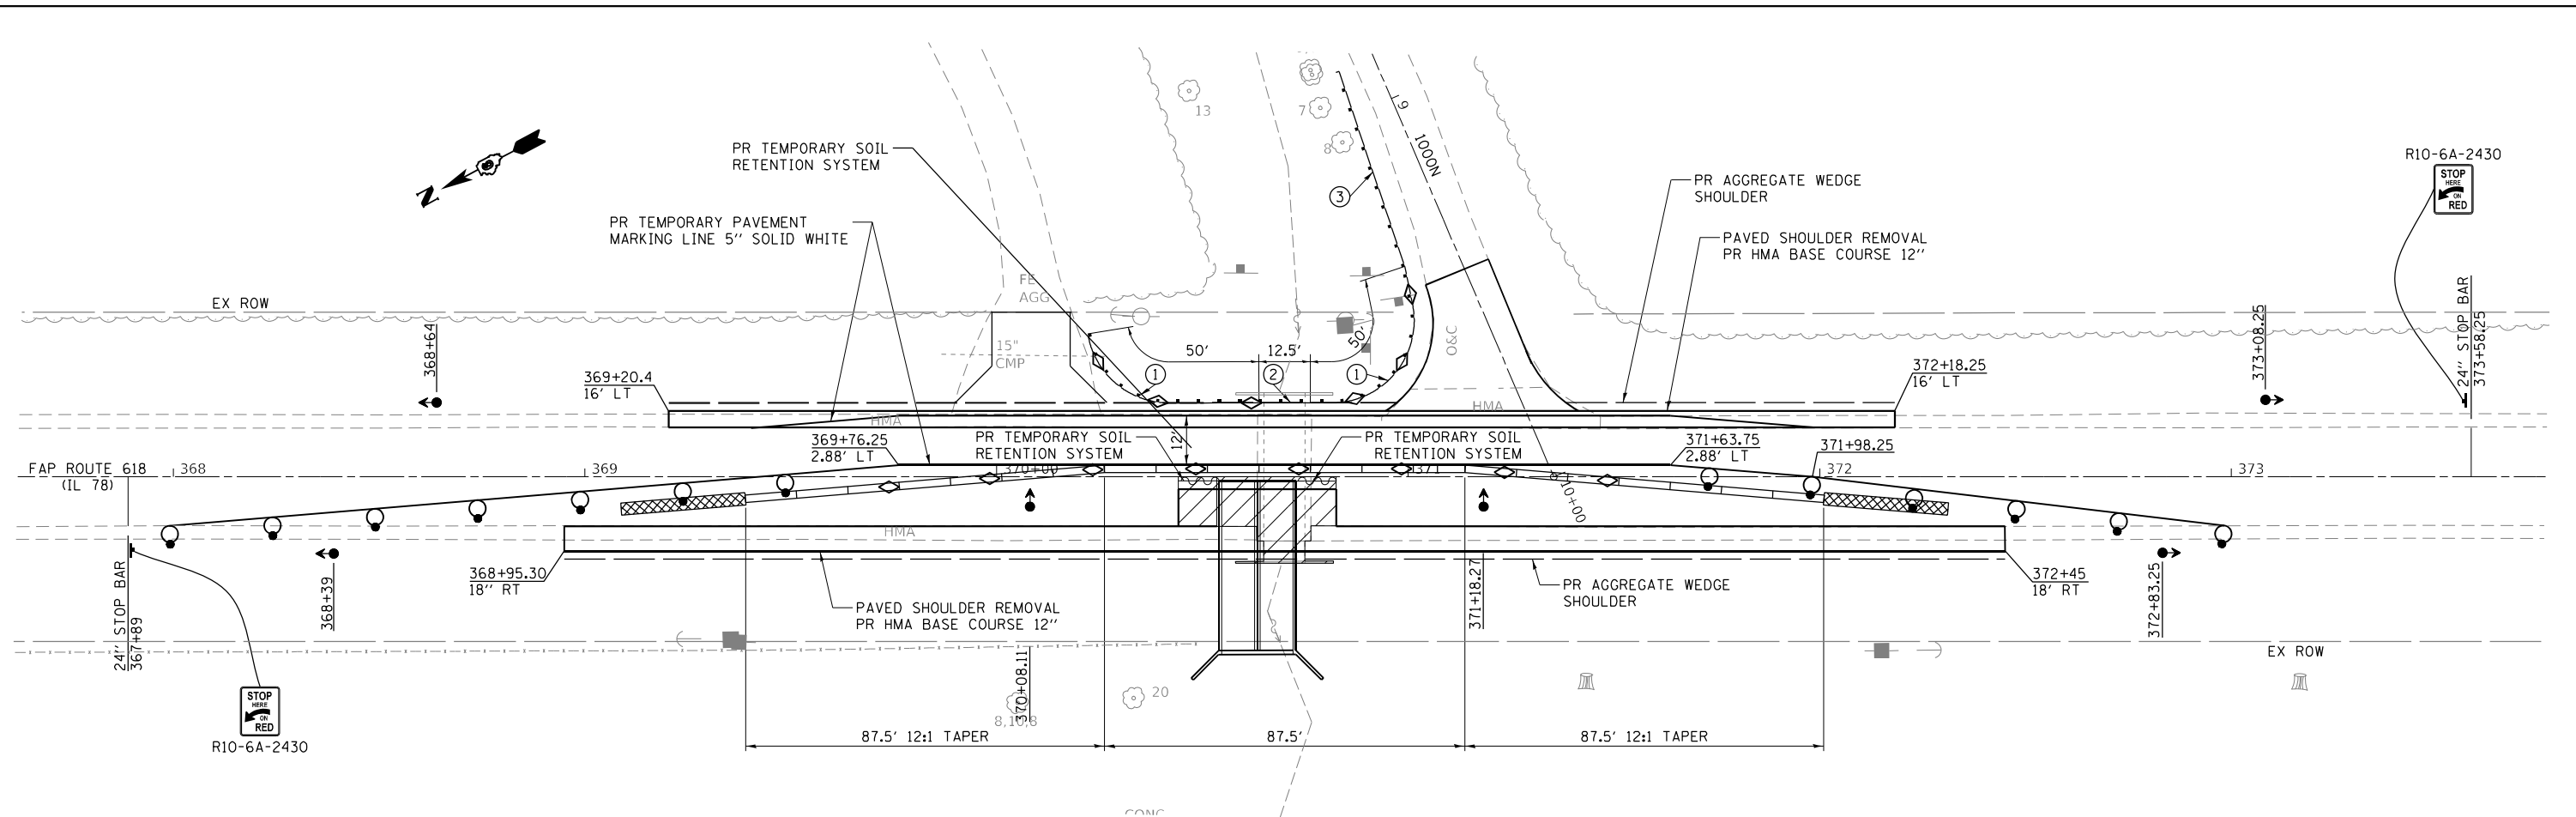 13
7
8
9
1000N
PR TEMPORARY SOIL
RETENTION SYSTEM
R10-6A-2430
STOP
HERE
ON
RED
PR AGGREGATE WEDGE
SHOULDER
3
N
PR TEMPORARY PAVEMENT
MARKING LINE 5'' SOLID WHITE
PAVED SHOULDER REMOVAL
PR HMA BASE COURSE 12''
EX ROW
FE
AGG
24'' STOP BAR
373+58.25
373+08.25
368+64
15"
CMP
50'
12.5'
50'
O&C
369+20.4
16' LT
1
2
1
372+18.25
16' LT
HMA
HMA
369+76.25
2.88' LT
PR TEMPORARY SOIL
RETENTION SYSTEM
12'
PR TEMPORARY SOIL
RETENTION SYSTEM
371+63.75
2.88' LT
371+98.25
FAP ROUTE 618
(IL 78)
368
369
370+00
371
372
373
10+00
HMA
368+95.30
18'' RT
372+45
18' RT
24'' STOP BAR
367+89
368+39
371+18.27
372+83.25
PR AGGREGATE WEDGE
SHOULDER
PAVED SHOULDER REMOVAL
PR HMA BASE COURSE 12''
EX ROW
370+08.11
20
8,10,8
STOP
HERE
ON
RED
R10-6A-2430
87.5' 12:1 TAPER
87.5'
87.5' 12:1 TAPER